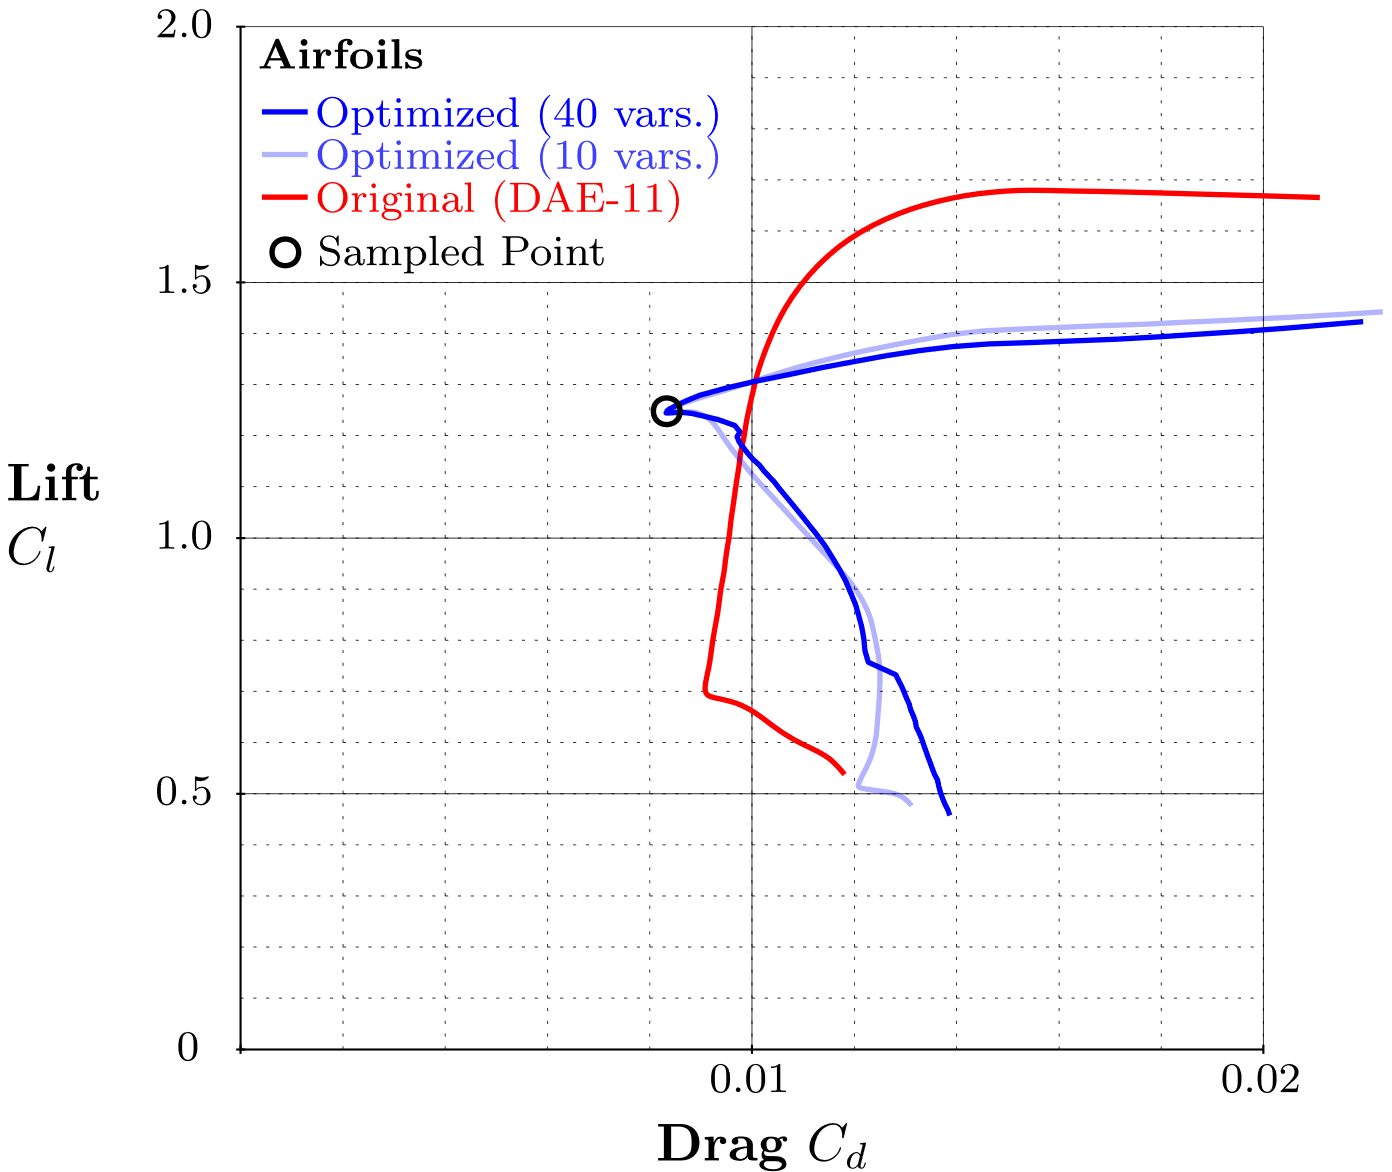 2.0
Airfoils
Optimized (40 vars.)
Optimized (10 vars.)
Original (DAE-11)
Sampled Point
1.5
Lift
C_l
1.0
0.5
0
0.01
0.02
Drag C_d